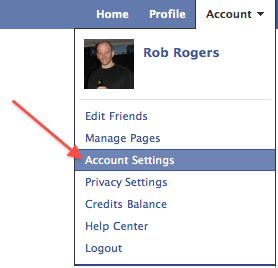 Home Profile Account ▼
Rob Rogers
Edit Friends
Manage Pages
Account Settings
Privacy Settings
Credits Balance
Help Center
Logout